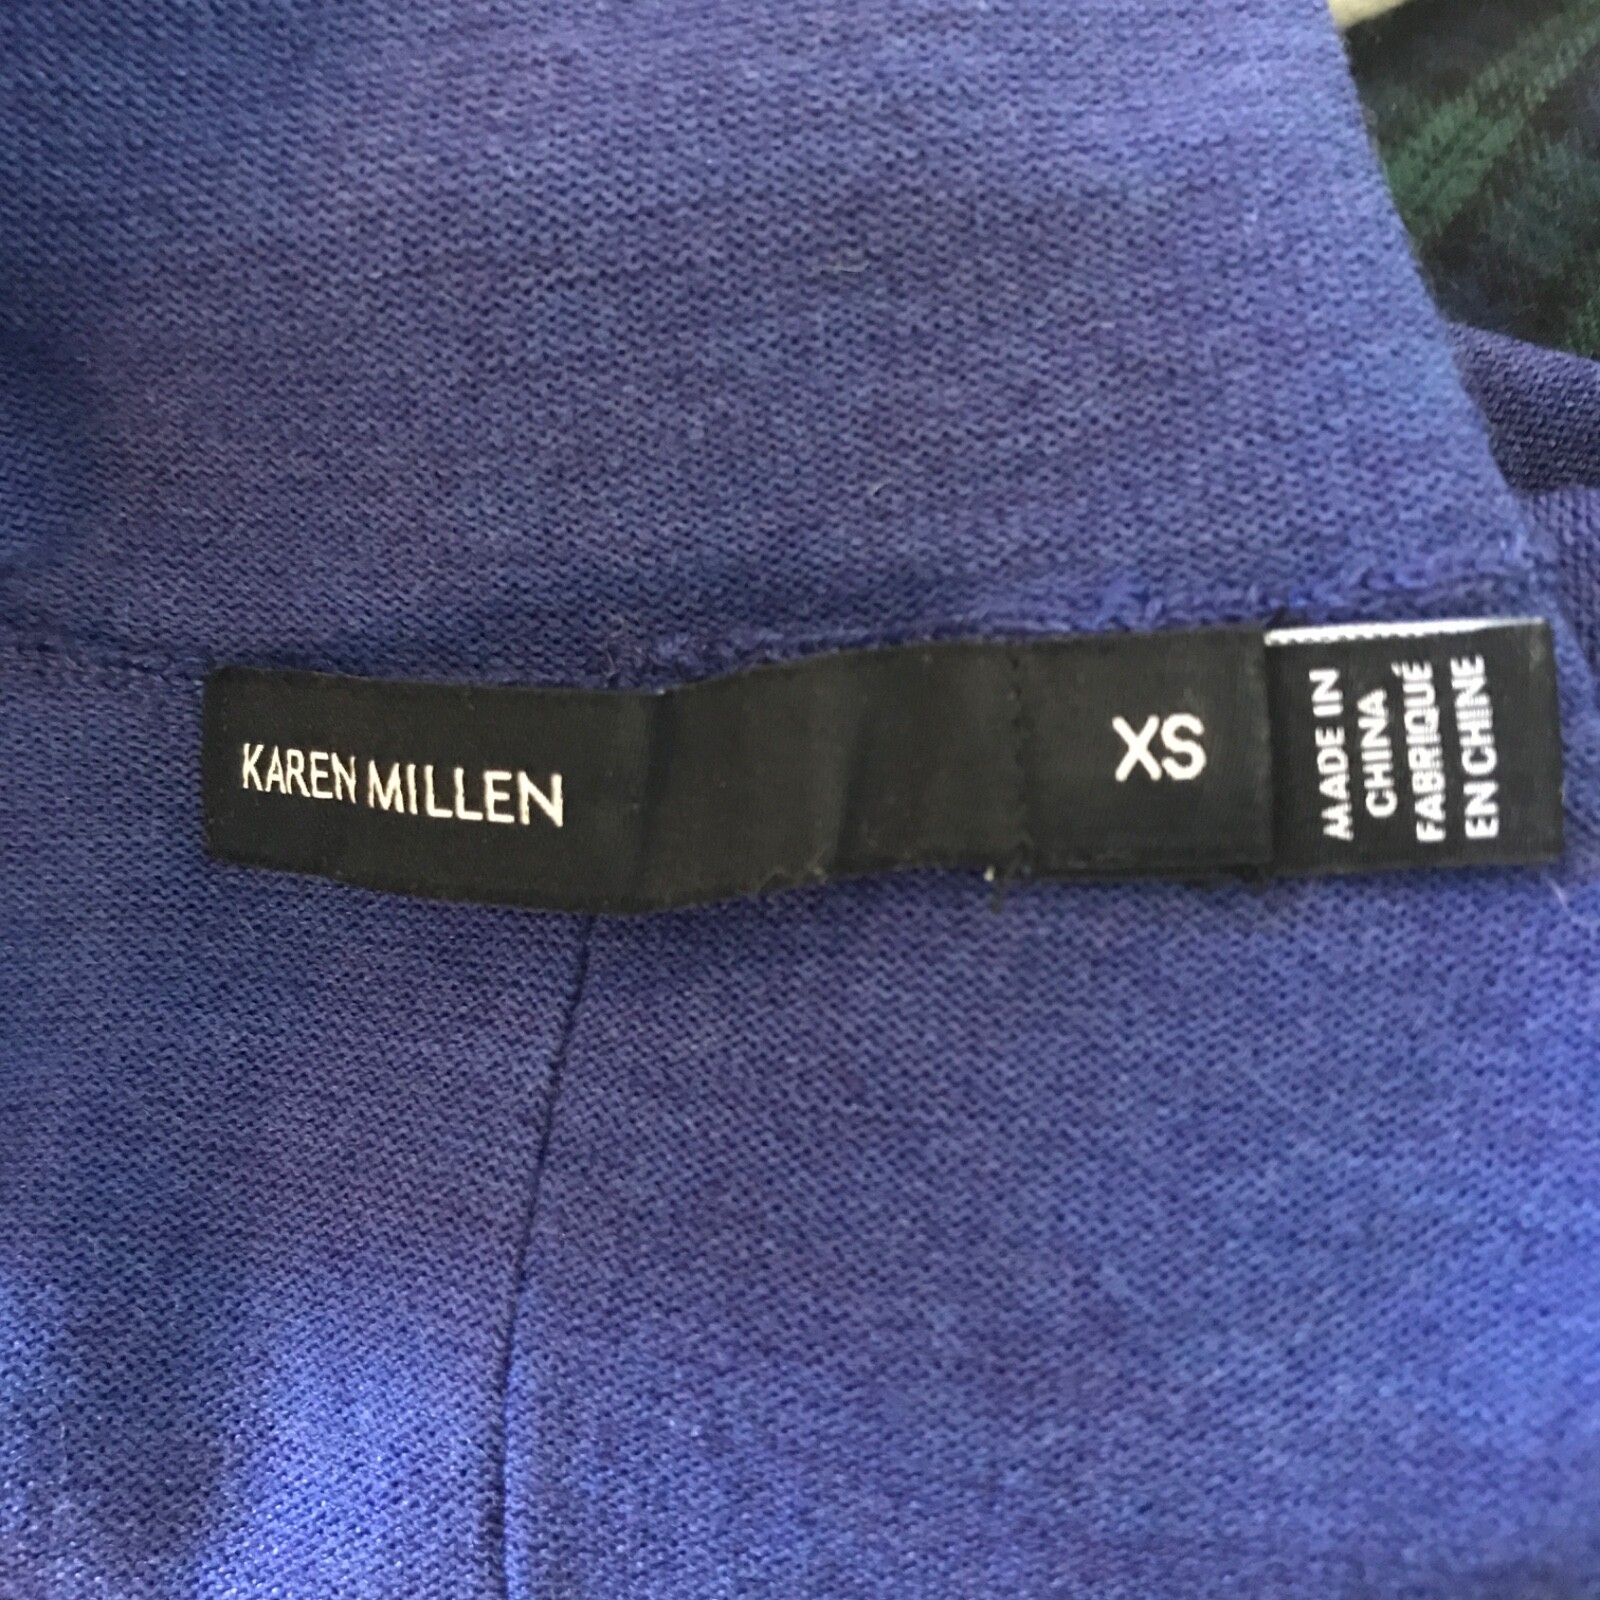 KAREN MILLEN
XS
MADE IN
CHINA
FABRIQUÉ
EN CHINE